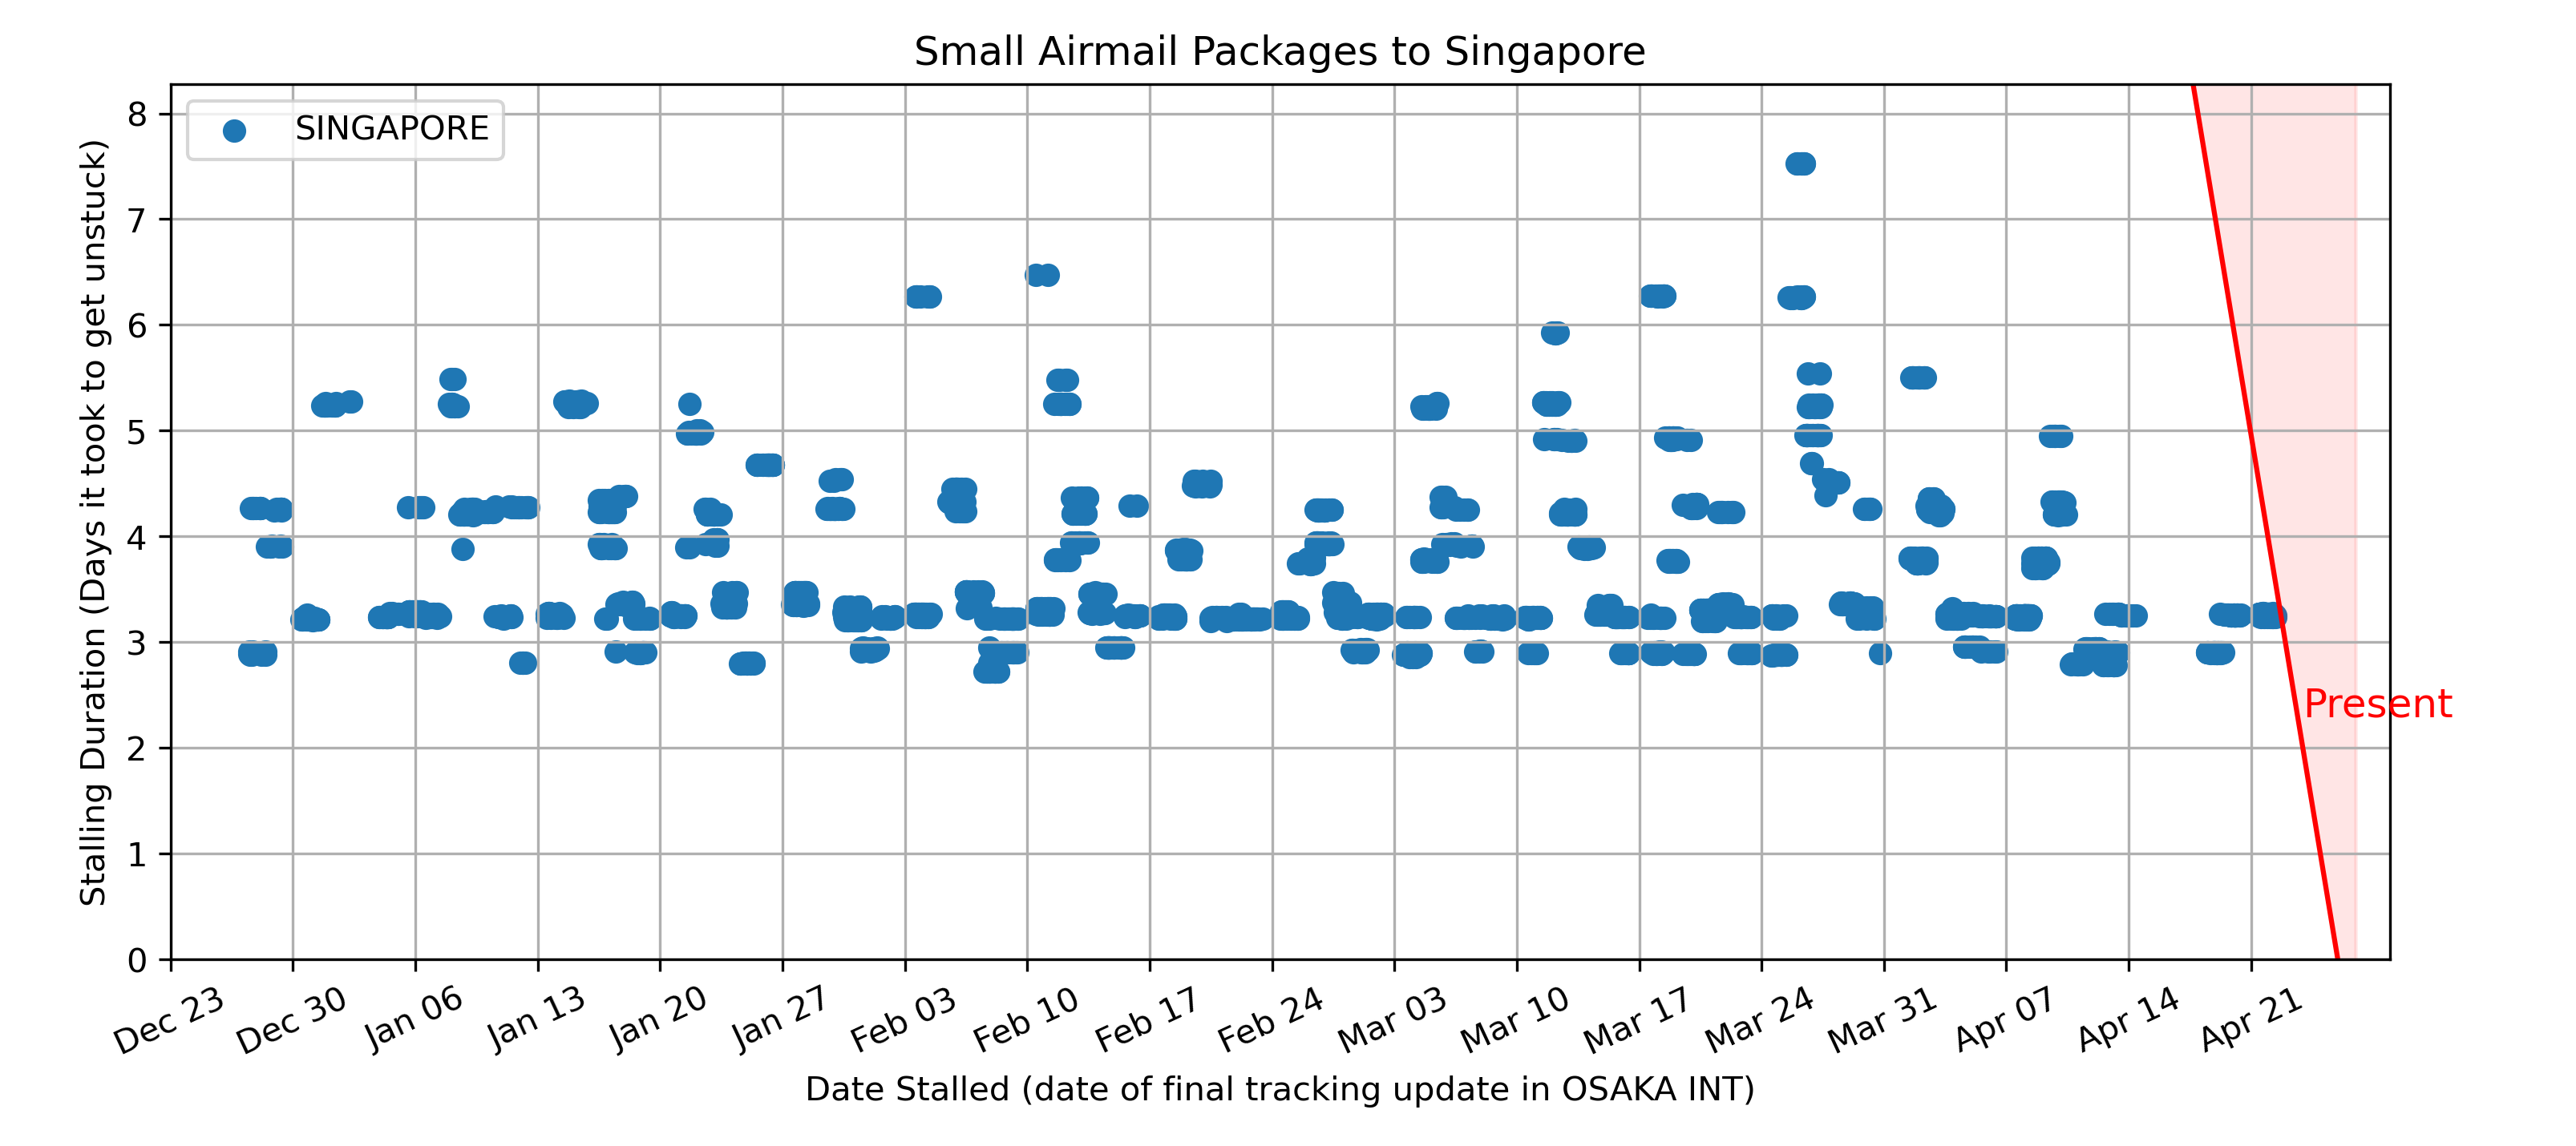 Small Airmail Packages to Singapore
SINGAPORE
Stalling Duration (Days it took to get unstuck)
8
7
6
5
4
3
2
1
0
Present
Dec 23
Dec 30
Jan 06
Jan 13
Jan 20
Jan 27
Feb 03
Feb 10
Feb 17
Feb 24
Mar 03
Mar 10
Mar 17
Mar 24
Mar 31
Apr 07
Apr 14
Apr 21
Date Stalled (date of final tracking update in OSAKA INT)